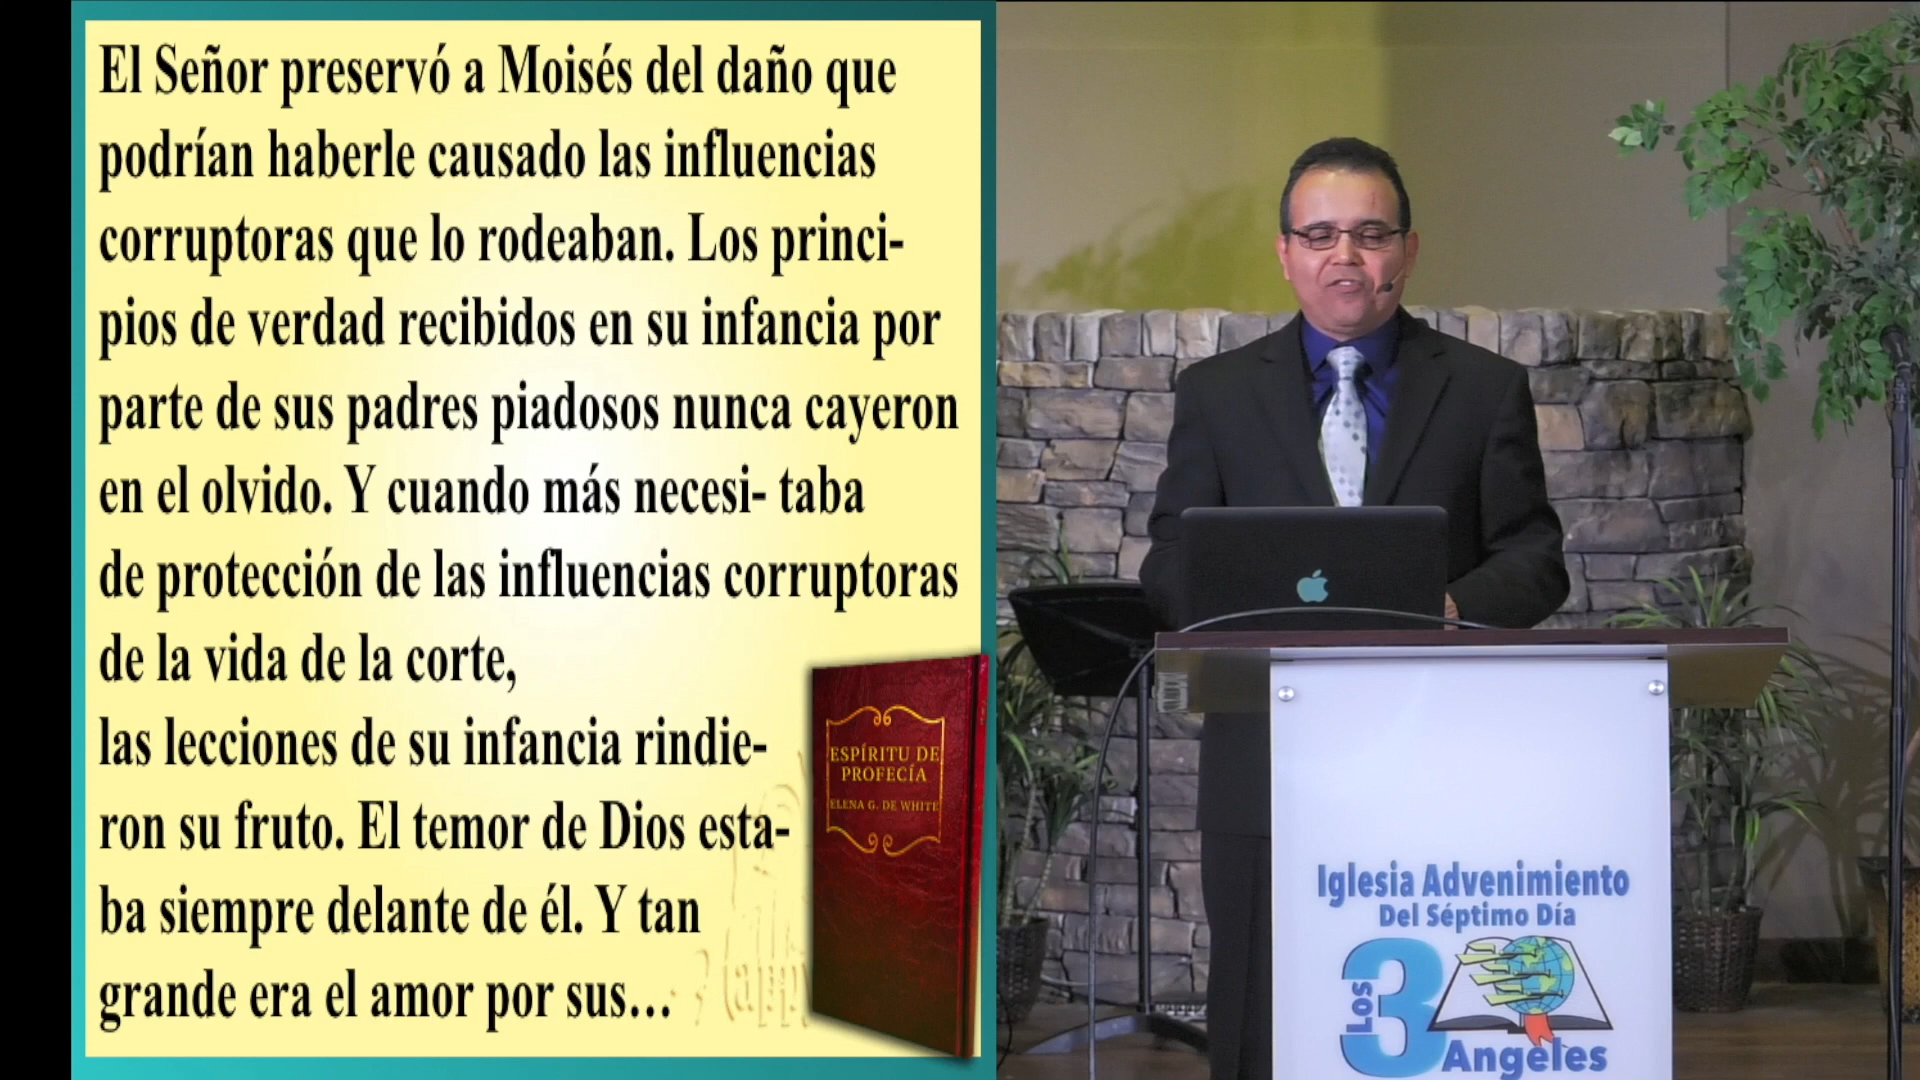 El Señor preservó a Moisés del daño que
podrían haberle causado las influencias
corruptoras que lo rodeaban. Los princi-
pios de verdad recibidos en su infancia por
parte de sus padres piadosos nunca cayeron
en el olvido. Y cuando más necesi- taba
de protección de las influencias corruptoras
de la vida de la corte,
las lecciones de su infancia rindie-
ron su fruto. El temor de Dios esta-
ba siempre delante de él. Y tan
grande era el amor por sus…
ESPÍRITU DE
PROFECÍA
ELENA G. DE WHITE
Iglesia Advenimiento
Del Séptimo Día
Los
3
Angeles